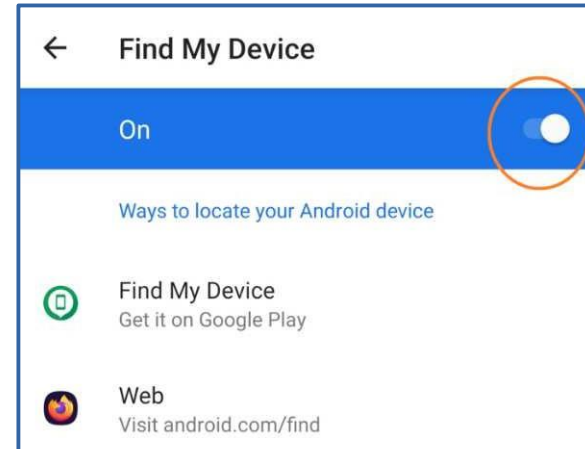 Find My Device
On
Ways to locate your Android device
Find My Device
Get it on Google Play
Web
Visit android.com/find